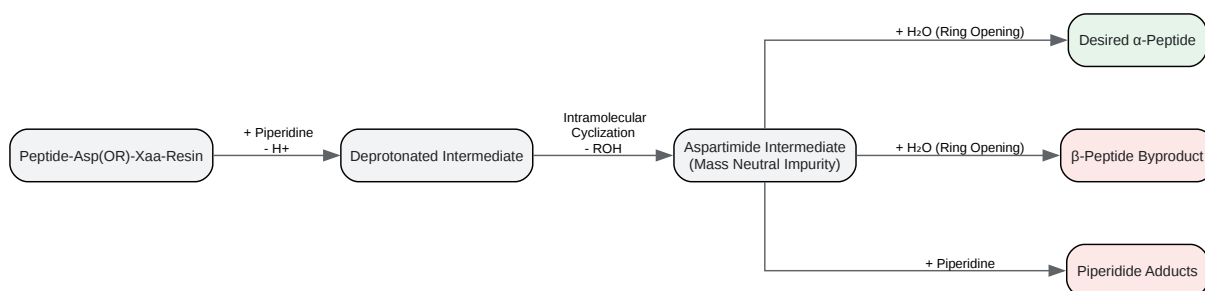 Peptide-Asp(OR)-Xaa-Resin
+ Piperidine
- H+
Deprotonated Intermediate
Intramolecular
Cyclization
- ROH
Aspartimide Intermediate
(Mass Neutral Impurity)
+ H₂O (Ring Opening)
Desired α-Peptide
+ H₂O (Ring Opening)
β-Peptide Byproduct
+ Piperidine
Piperidide Adducts